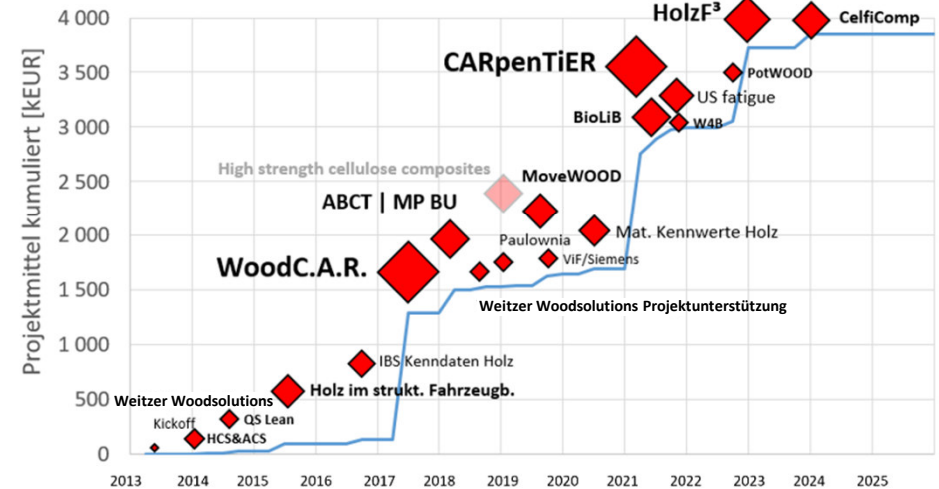 Projektmittel kumuliert [kEUR]
4 000
3 500
3 000
2 500
2 000
1 500
1 000
500
0
HolzF³
CelfiComp
CARpenTiER
PotWOOD
US fatigue
BioLiB
W4B
High strength cellulose composites
MoveWOOD
ABCT | MP BU
Mat. Kennwerte Holz
Paulownia
ViF/Siemens
WoodC.A.R.
Weitzer Woodsolutions Projektunterstützung
IBS Kenndaten Holz
Holz im strukt. Fahrzeugb.
Weitzer Woodsolutions
Kickoff
QS Lean
HCS&ACS
2013
2014
2015
2016
2017
2018
2019
2020
2021
2022
2023
2024
2025